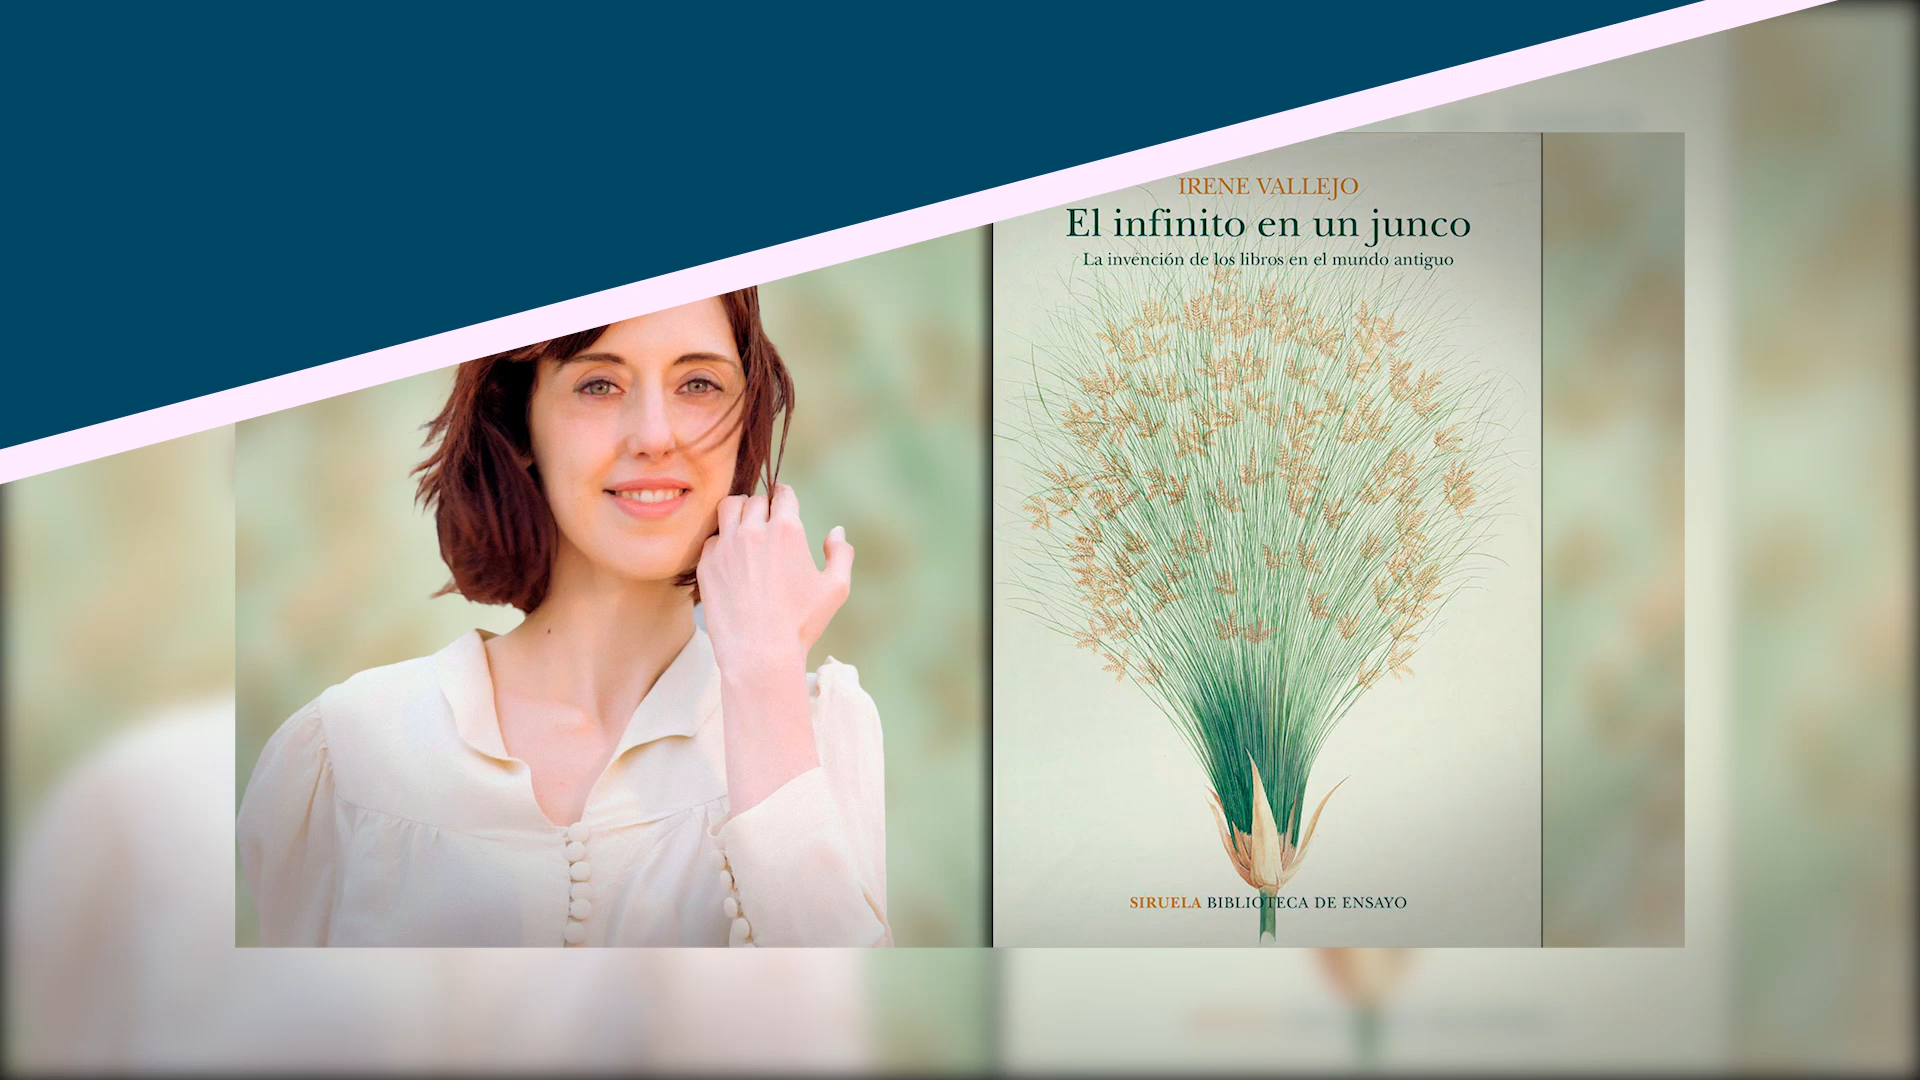 IRENE VALLEJO
El infinito en un junco
La invención de los libros en el mundo antiguo
SIRUELA BIBLIOTECA DE ENSAYO